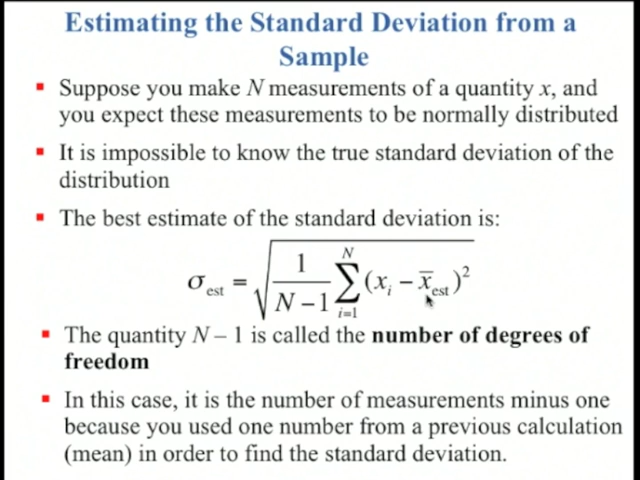 Estimating the Standard Deviation from a
Sample
▪ Suppose you make N measurements of a quantity x, and
you expect these measurements to be normally distributed
▪ It is impossible to know the true standard deviation of the
distribution
▪ The best estimate of the standard deviation is:
σ_est = √( 1/(N − 1) ∑_{i=1}^{N} (x_i − x̄_est)² )
▪ The quantity N – 1 is called the number of degrees of
freedom
▪ In this case, it is the number of measurements minus one
because you used one number from a previous calculation
(mean) in order to find the standard deviation.